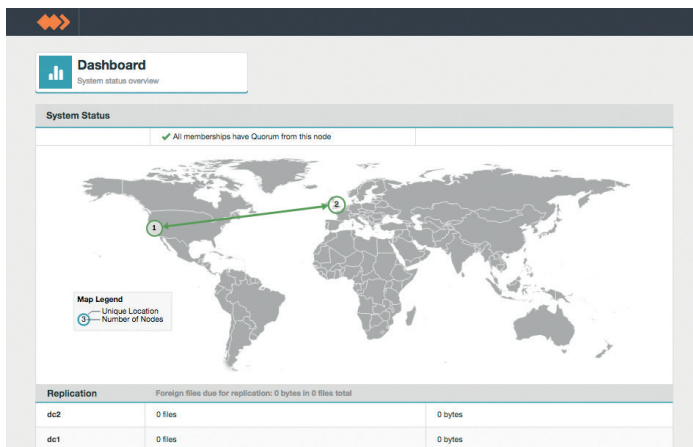 Dashboard
System status overview
System Status
All memberships have Quorum from this node
2
1
Map Legend
Unique Location
3 Number of Nodes
Replication Foreign files due for replication: 0 bytes in 0 files total
dc2 0 files 0 bytes
dc1 0 files 0 bytes